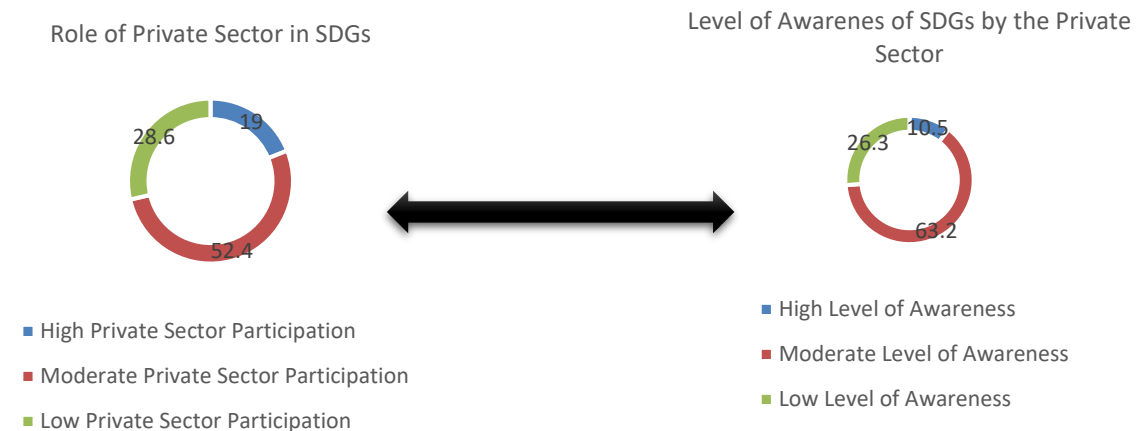 Role of Private Sector in SDGs
19
28.6
52.4
High Private Sector Participation
Moderate Private Sector Participation
Low Private Sector Participation
Level of Awarenes of SDGs by the Private
Sector
10.5
26.3
63.2
High Level of Awareness
Moderate Level of Awareness
Low Level of Awareness